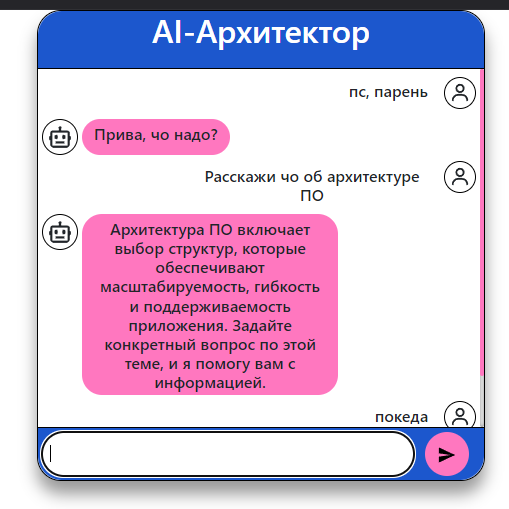 AI-Архитектор
пс, парень
Прива, чо надо?
Расскажи чо об архитектуре
ПО
Архитектура ПО включает
выбор структур, которые
обеспечивают
масштабируемость, гибкость
и поддерживаемость
приложения. Задайте
конкретный вопрос по этой
теме, и я помогу вам с
информацией.
покеда